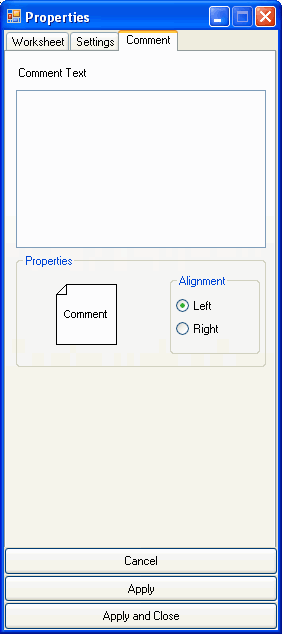 Properties
Worksheet Settings Comment
Comment Text
Properties
Alignment
Comment
Left
Right
Cancel
Apply
Apply and Close